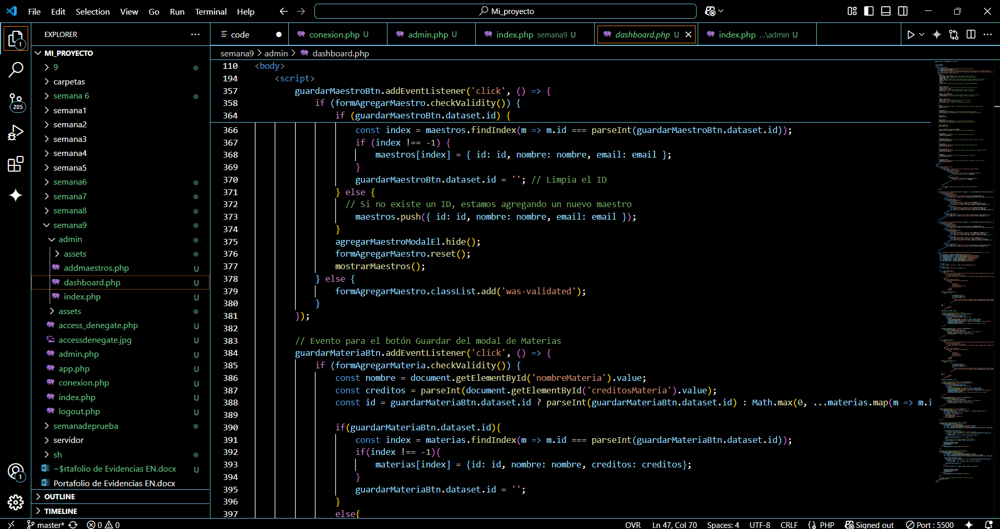 File Edit Selection View Go Run Terminal Help
Mi_proyecto
EXPLORER
code
conexion.php U
admin.php U
index.php semana9 U
dashboard.php U
index.php ...\admin U
1
MI_PROYECTO
9
carpetas
semana 6
semana1
205
semana2
semana3
semana4
semana5
semana6
semana7
semana8
semana9
admin
assets
addmaestros.php U
dashboard.php U
index.php U
assets
access_denegate.php U
accessdenegate.jpg U
admin.php U
app.php U
conexion.php U
index.php U
logout.php U
semanadeprueba
servidor
sh
~$rtafolio de Evidencias EN.docx U
1
Portafolio de Evidencias EN.docx
OUTLINE
TIMELINE
semana9 > admin > dashboard.php
110 <body>
194 <script>
357 guardarMaestroBtn.addEventListener('click', () => {
358 if (formAgregarMaestro.checkValidity()) {
364 if (guardarMaestroBtn.dataset.id) {
366 const index = maestros.findIndex(m => m.id === parseInt(guardarMaestroBtn.dataset.id));
367 if (index !== -1) {
368 maestros[index] = { id: id, nombre: nombre, email: email };
369 }
370 guardarMaestroBtn.dataset.id = ''; // Limpia el ID
371 } else {
372 // Si no existe un ID, estamos agregando un nuevo maestro
373 maestros.push({ id: id, nombre: nombre, email: email });
374 }
375 agregarMaestroModalEl.hide();
376 formAgregarMaestro.reset();
377 mostrarMaestros();
378 } else {
379 formAgregarMaestro.classList.add('was-validated');
380 }
381 });
382
383 // Evento para el botón Guardar del modal de Materias
384 guardarMateriaBtn.addEventListener('click', () => {
385 if (formAgregarMateria.checkValidity()) {
386 const nombre = document.getElementById('nombreMateria').value;
387 const creditos = parseInt(document.getElementById('creditosMateria').value);
388 const id = guardarMateriaBtn.dataset.id ? parseInt(guardarMateriaBtn.dataset.id) : Math.max(0, ...materias.map(m => m.i
389
390 if(guardarMateriaBtn.dataset.id){
391 const index = materias.findIndex(m => m.id === parseInt(guardarMateriaBtn.dataset.id));
392 if(index !== -1){
393 materias[index] = {id: id, nombre: nombre, creditos: creditos};
394 }
395 guardarMateriaBtn.dataset.id = '';
396 }
397 else{
master* 0 0 OVR Ln 47, Col 70 Spaces: 4 UTF-8 CRLF {} PHP Signed out Port : 5500